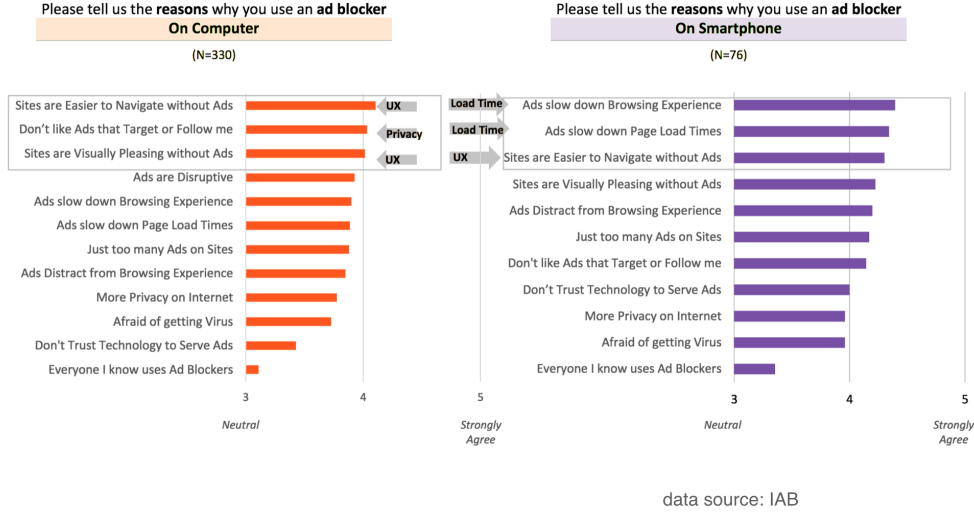 Please tell us the reasons why you use an ad blocker
On Computer
(N=330)
Sites are Easier to Navigate without Ads
UX
Don't like Ads that Target or Follow me
Privacy
Sites are Visually Pleasing without Ads
UX
Ads are Disruptive
Ads slow down Browsing Experience
Ads slow down Page Load Times
Just too many Ads on Sites
Ads Distract from Browsing Experience
More Privacy on Internet
Afraid of getting Virus
Don't Trust Technology to Serve Ads
Everyone I know uses Ad Blockers
3 4 5
Neutral
Strongly
Agree
Please tell us the reasons why you use an ad blocker
On Smartphone
(N=76)
Load Time
Ads slow down Browsing Experience
Load Time
Ads slow down Page Load Times
UX
Sites are Easier to Navigate without Ads
Sites are Visually Pleasing without Ads
Ads Distract from Browsing Experience
Just too many Ads on Sites
Don't like Ads that Target or Follow me
Don't Trust Technology to Serve Ads
More Privacy on Internet
Afraid of getting Virus
Everyone I know uses Ad Blockers
3 4 5
Neutral
Strongly
Agree
data source: IAB